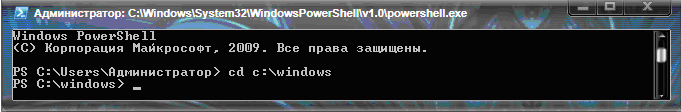 Администратор: C:\Windows\System32\WindowsPowerShell\v1.0\powershell.exe
Windows PowerShell
(C) Корпорация Майкрософт, 2009. Все права защищены.
PS C:\Users\Администратор> cd c:\windows
PS C:\windows> _